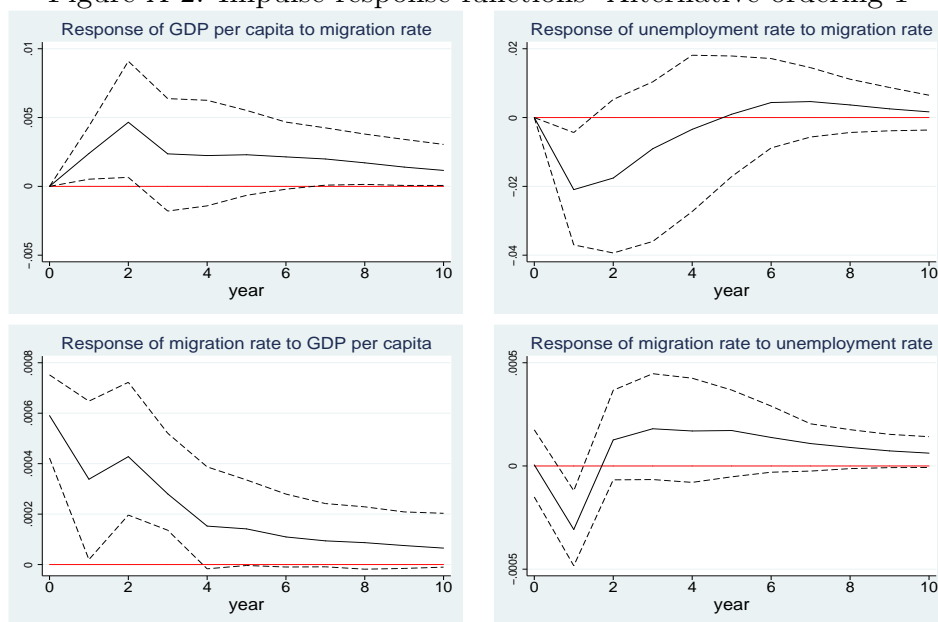 Figure A-2: Impulse response functions- Alternative ordering 1
Response of GDP per capita to migration rate
.01
.005
0
-.005
0 2 4 6 8 10
year
Response of unemployment rate to migration rate
.02
0
-.02
-.04
0 2 4 6 8 10
year
Response of migration rate to GDP per capita
.0008
.0006
.0004
.0002
0
0 2 4 6 8 10
year
Response of migration rate to unemployment rate
.0005
0
-.0005
0 2 4 6 8 10
year